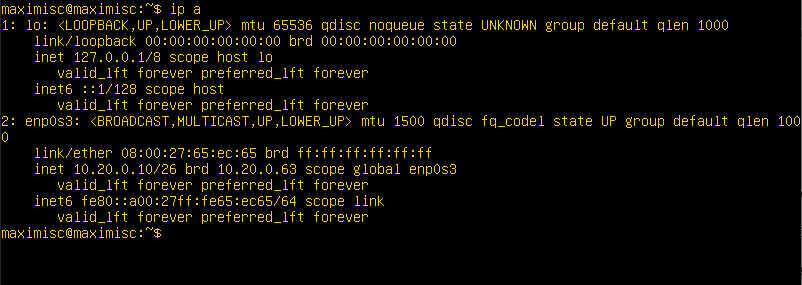 maximisc@maximisc:~$ ip a
1: lo: <LOOPBACK,UP,LOWER_UP> mtu 65536 qdisc noqueue state UNKNOWN group default qlen 1000
    link/loopback 00:00:00:00:00:00 brd 00:00:00:00:00:00
    inet 127.0.0.1/8 scope host lo
       valid_lft forever preferred_lft forever
    inet6 ::1/128 scope host
       valid_lft forever preferred_lft forever
2: enp0s3: <BROADCAST,MULTICAST,UP,LOWER_UP> mtu 1500 qdisc fq_codel state UP group default qlen 100
0
    link/ether 08:00:27:65:ec:65 brd ff:ff:ff:ff:ff:ff
    inet 10.20.0.10/26 brd 10.20.0.63 scope global enp0s3
       valid_lft forever preferred_lft forever
    inet6 fe80::a00:27ff:fe65:ec65/64 scope link
       valid_lft forever preferred_lft forever
maximisc@maximisc:~$